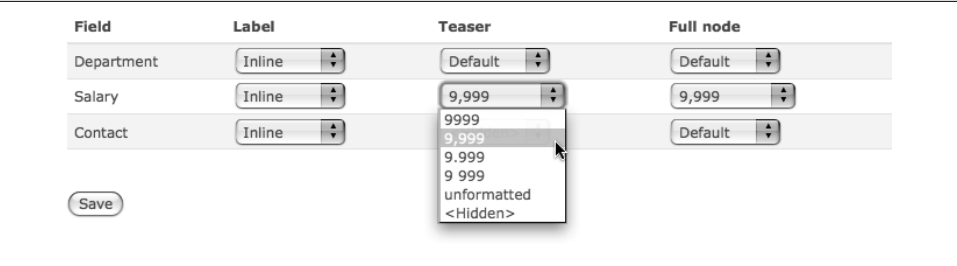 Field Label Teaser Full node
Department Inline Default Default
Salary Inline 9,999 9,999
Contact Inline Default
9999
9,999
9.999
9 999
unformatted
<Hidden>
Save